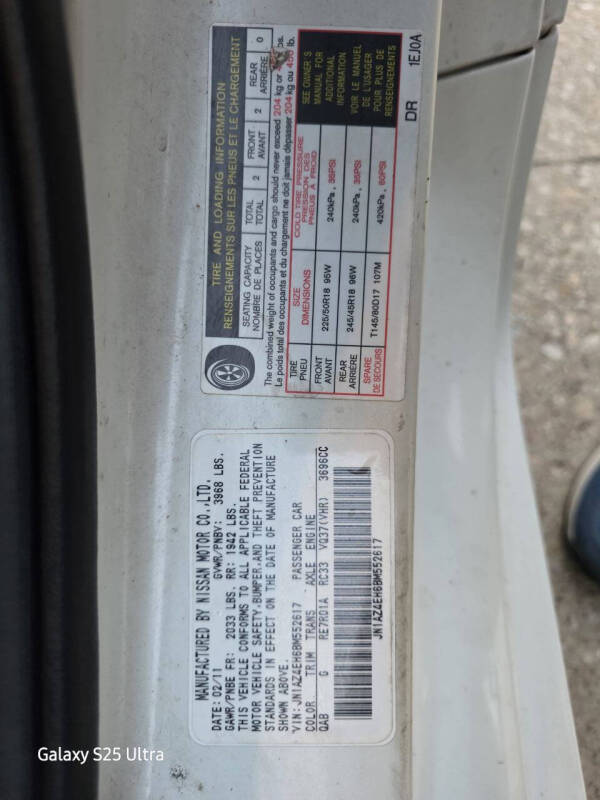 TIRE AND LOADING INFORMATION
RENSEIGNEMENTS SUR LES PNEUS ET LE CHARGEMENT
SEATING CAPACITY TOTAL 2 FRONT 2 REAR 0
NOMBRE DE PLACES TOTAL AVANT ARRIÈRE
The combined weight of occupants and cargo should never exceed 204 kg or lbs.
Le poids total des occupants et du chargement ne doit jamais dépasser 204 kg ou 450 lb.
TIRE SIZE COLD TIRE PRESSURE
PNEU DIMENSIONS PRESSION DES PNEUS À FROID
FRONT 225/50R18 95W 240kPa, 35PSI
AVANT
REAR 245/45R18 96W 240kPa, 35PSI
ARRIÈRE
SPARE T145/80D17 107M 420kPa, 60PSI
DE SECOURS
SEE OWNER'S
MANUAL FOR
ADDITIONAL
INFORMATION
VOIR LE MANUEL
DE L'USAGER
POUR PLUS DE
RENSEIGNEMENTS
DR 1EJ0A
MANUFACTURED BY NISSAN MOTOR CO.,LTD.
DATE: 02/11 GVWR/PNBV: 3968 LBS.
GAWR/PNBE FR: 2033 LBS. RR: 1942 LBS.
THIS VEHICLE CONFORMS TO ALL APPLICABLE FEDERAL
MOTOR VEHICLE SAFETY,BUMPER,AND THEFT PREVENTION
STANDARDS IN EFFECT ON THE DATE OF MANUFACTURE
SHOWN ABOVE.
VIN:JN1AZ4EH6BM552617 PASSENGER CAR
COLOR TRIM TRANS AXLE ENGINE
QAB G RE7R01A RC33 VQ37(VHR) 3696CC
JN1AZ4EH6BM552617
Galaxy S25 Ultra